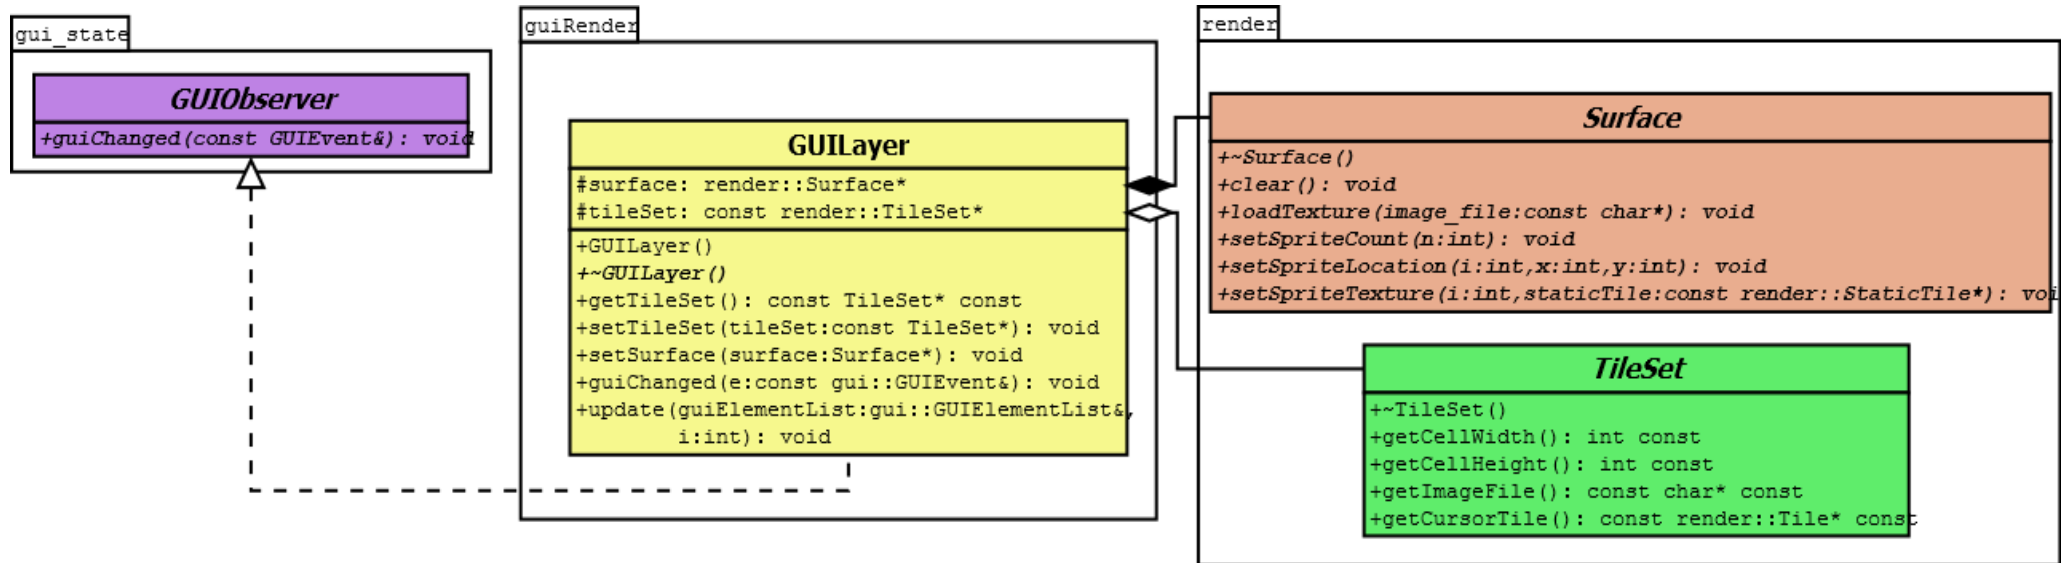 gui_state
GUIObserver
+guiChanged(const GUIEvent&): void
guiRender
GUILayer
#surface: render::Surface*
#tileSet: const render::TileSet*
+GUILayer()
+~GUILayer()
+getTileSet(): const TileSet* const
+setTileSet(tileSet:const TileSet*): void
+setSurface(surface:Surface*): void
+guiChanged(e:const gui::GUIEvent&): void
+update(guiElementList:gui::GUIElementList&,
i:int): void
render
Surface
+~Surface()
+clear(): void
+loadTexture(image_file:const char*): void
+setSpriteCount(n:int): void
+setSpriteLocation(i:int,x:int,y:int): void
+setSpriteTexture(i:int,staticTile:const render::StaticTile*): voi
TileSet
+~TileSet()
+getCellWidth(): int const
+getCellHeight(): int const
+getImageFile(): const char* const
+getCursorTile(): const render::Tile* const